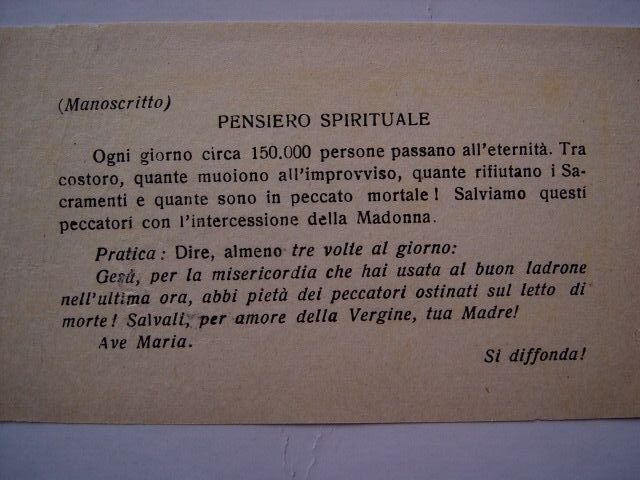 (Manoscritto)
PENSIERO SPIRITUALE
Ogni giorno circa 150.000 persone passano all'eternità. Tra
costoro, quante muoiono all'improvviso, quante rifiutano i Sa-
cramenti e quante sono in peccato mortale! Salviamo questi
peccatori con l'intercessione della Madonna.
Pratica: Dire, almeno tre volte al giorno:
Gesù, per la misericordia che hai usata al buon ladrone
nell'ultima ora, abbi pietà dei peccatori ostinati sul letto di
morte! Salvali, per amore della Vergine, tua Madre!
Ave Maria.
Si diffonda!